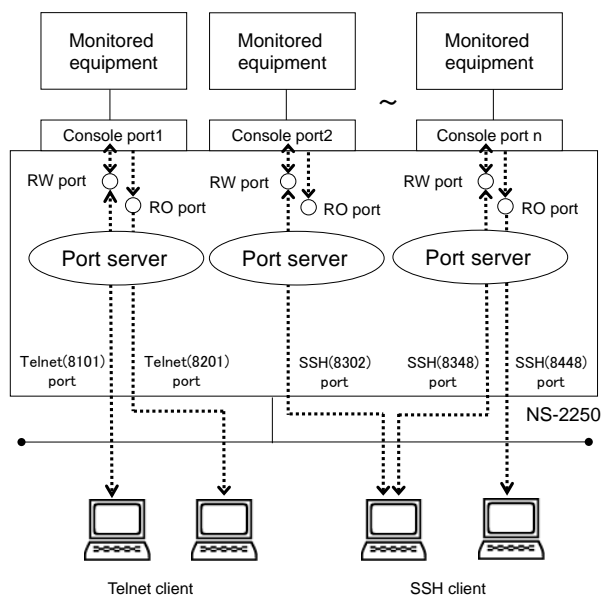 Monitored
equipment
Monitored
equipment
Monitored
equipment
~
Console port1
Console port2
Console port n
RW port
RO port
RW port
RO port
RW port
RO port
Port server
Port server
Port server
Telnet(8101)
port
Telnet(8201)
port
SSH(8302)
port
SSH(8348)
port
SSH(8448)
port
NS-2250
Telnet client
SSH client